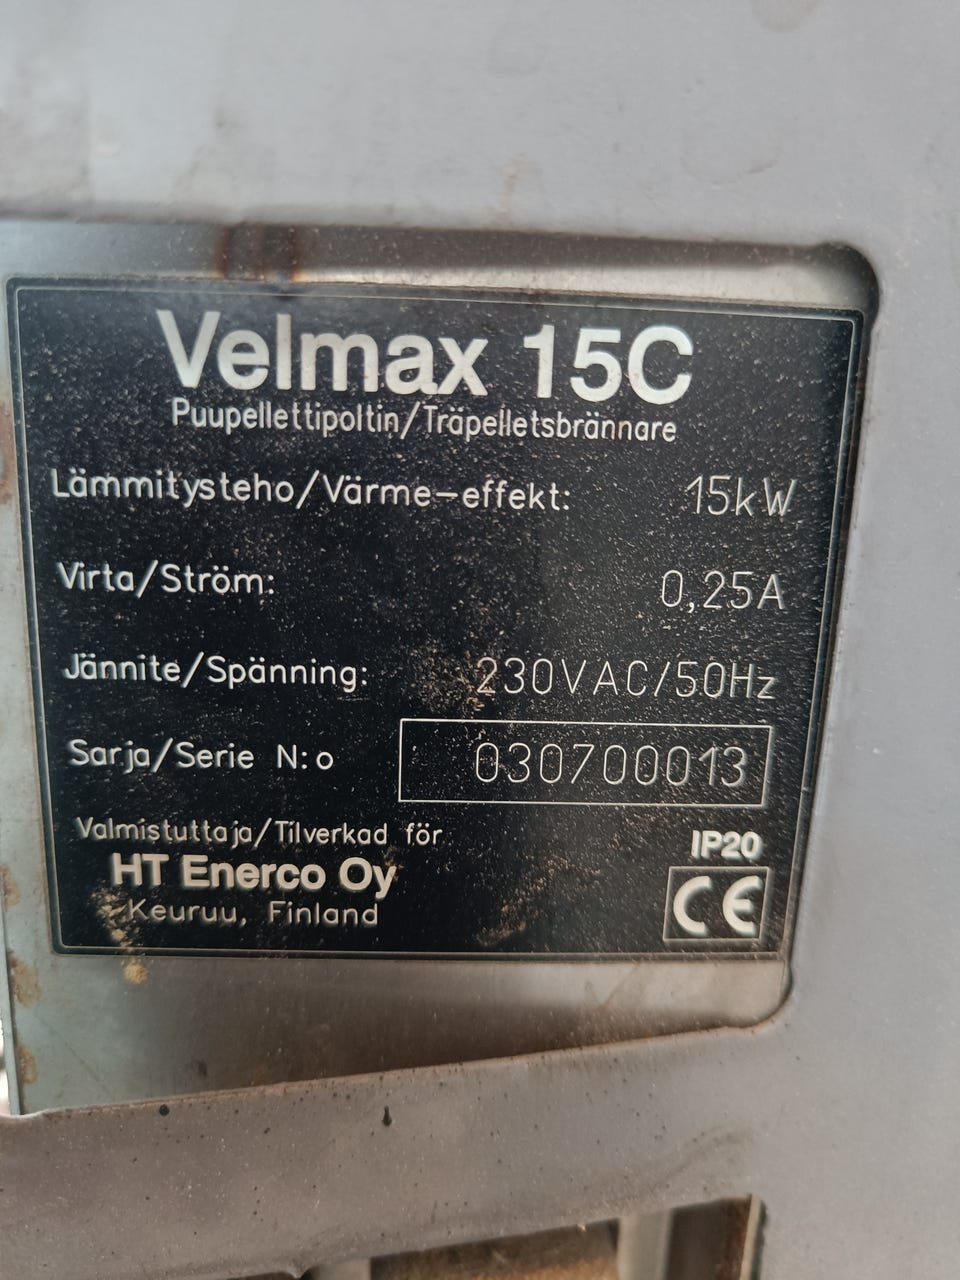 Velmax 15C
Puupellettipoltin/Träpelletsbrännare
Lämmitysteho/Värme-effekt: 15kW
Virta/Ström: 0,25A
Jännite/Spänning: 230VAC/50Hz
Sarja/Serie N:o 030700013
Valmistuttaja/Tilverkad för
HT Enerco Oy
Keuruu, Finland
IP20
CE